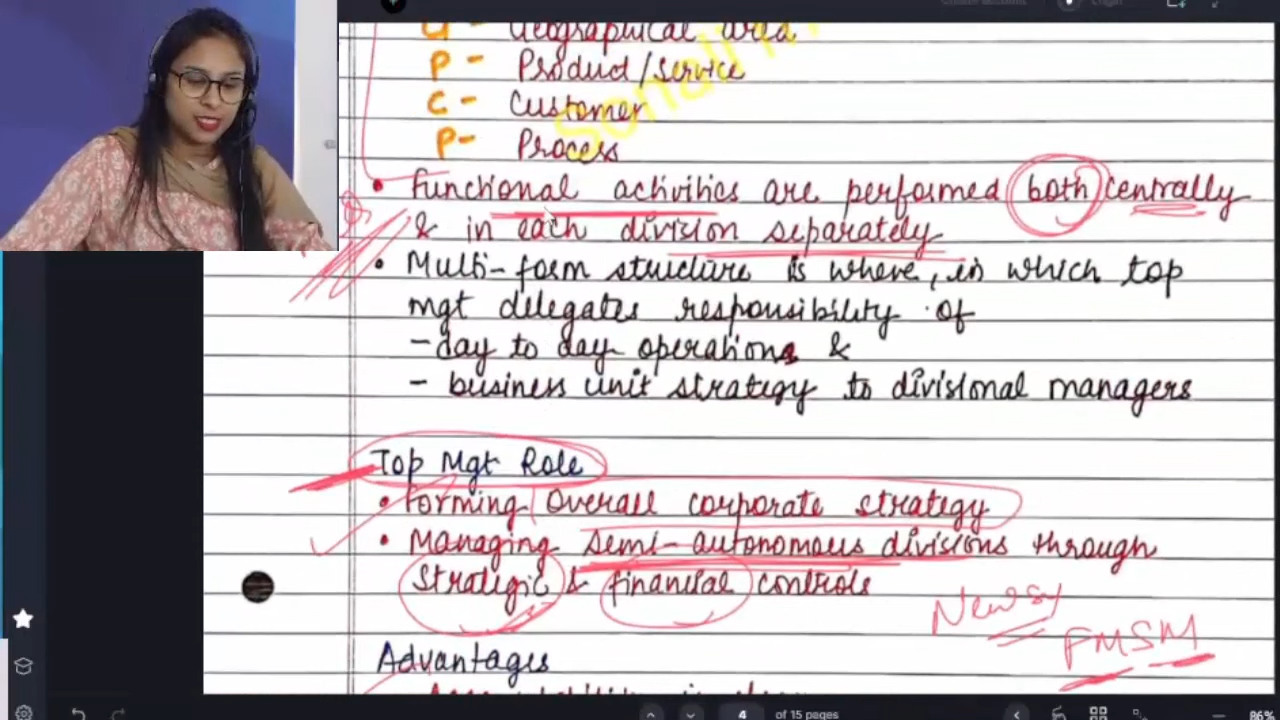 G - Geographical area
P - Product/service
C - Customer
P - Process
• Functional activities are performed both centrally
& in each division separately
• Multi-form structure is where, in which top
mgt delegates responsibility of
- day to day operations &
- business unit strategy to divisional managers
Top Mgt Role
• Forming Overall corporate strategy
• Managing semi-autonomous divisions through
strategic & financial controls
FMSM
Advantages
4 of 15 pages
86%